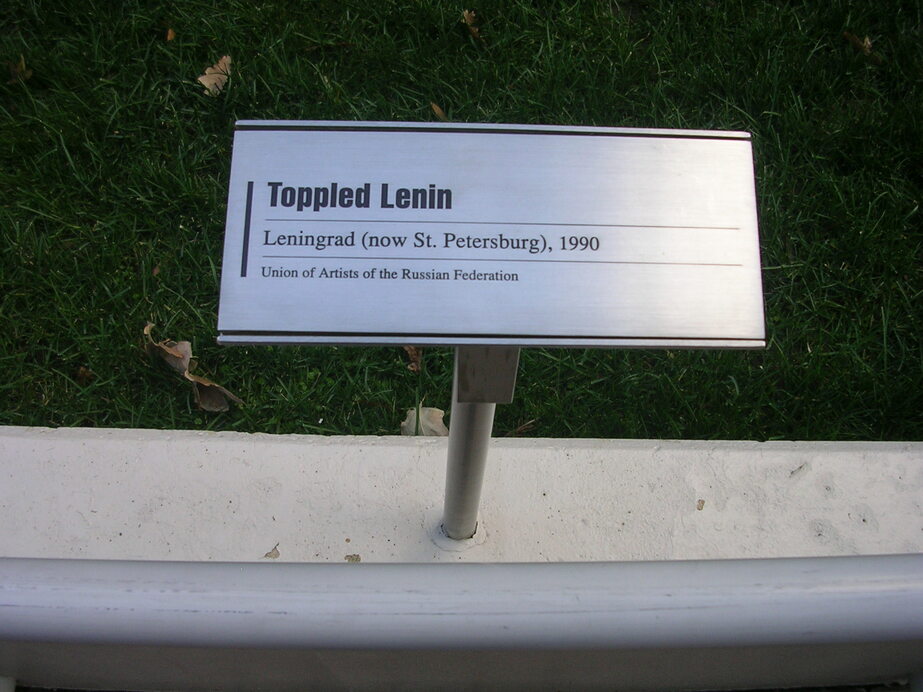 Toppled Lenin
Leningrad (now St. Petersburg), 1990
Union of Artists of the Russian Federation